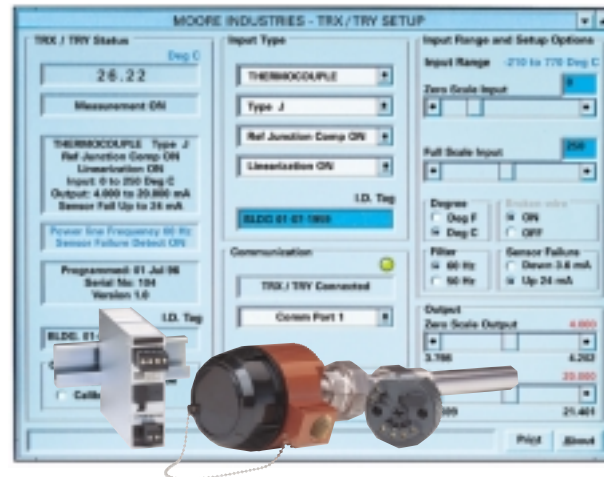 MOORE INDUSTRIES - TRX/TRY SETUP
TRX / TRY Status
Deg C
26.22
Measurement ON
THERMOCOUPLE Type J
Ref Junction Comp ON
Linearization ON
Input: 0 to 250 Deg C
Output: 4.000 to 20.000 mA
Sensor Fail Up to 24 mA
Power line Frequency 60 Hz
Sensor Failure Detect ON
Programmed: 01 Jul 96
Serial No: 104
Version 1.0
I.D. Tag
BLDG. 01-
Input Type
THERMOCOUPLE
Type J
Ref Junction Comp ON
Linearization ON
I.D. Tag
BLDG 01-07-1955
Communication
TRX / TRY Connected
Comm Port 1
Input Range and Setup Options
Input Range -210 to 770 Deg C
Zero Scale Input
0
Full Scale Input
250
Degree
Deg F
Deg C
Broken wire
ON
OFF
Filter
60 Hz
50 Hz
Sensor Failure
Down 3.6 mA
Up 24 mA
Output
Zero Scale Output 4.000
3.798 4.202
20.000
21.401
Print About